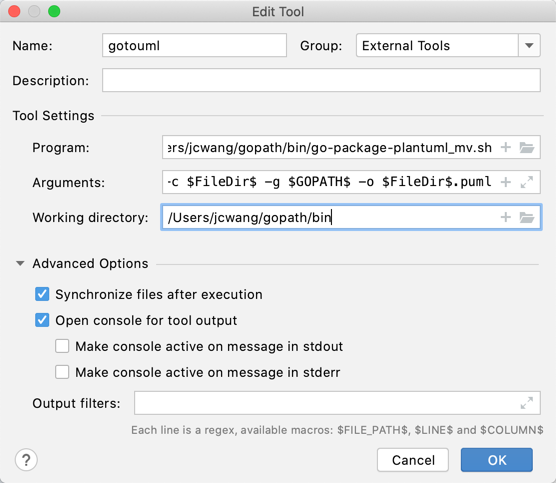 Edit Tool
Name: gotouml Group: External Tools
Description:
Tool Settings
Program: ers/jcwang/gopath/bin/go-package-plantuml_mv.sh
Arguments: -c $FileDir$ -g $GOPATH$ -o $FileDir$.puml
Working directory: /Users/jcwang/gopath/bin
Advanced Options
Synchronize files after execution
Open console for tool output
Make console active on message in stdout
Make console active on message in stderr
Output filters:
Each line is a regex, available macros: $FILE_PATH$, $LINE$ and $COLUMN$
? Cancel OK